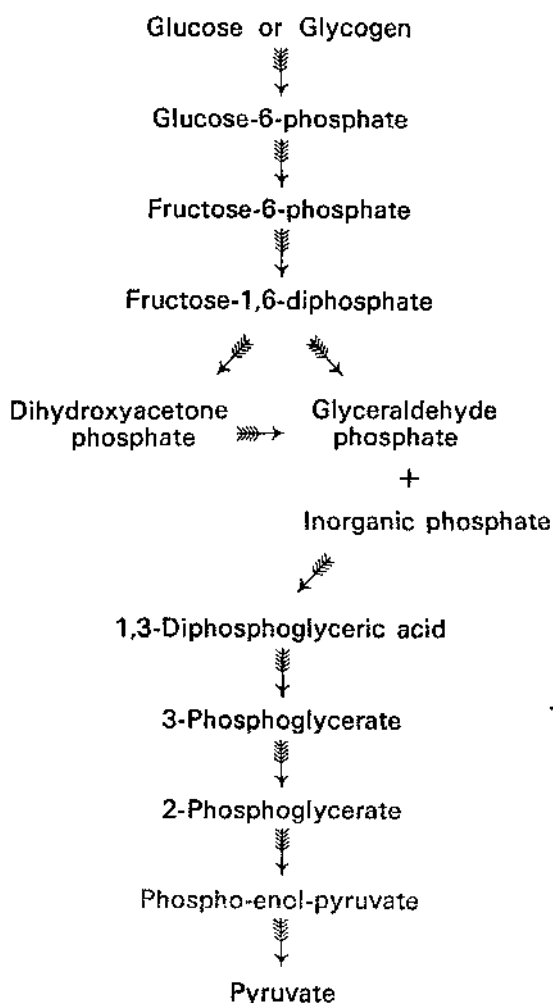 Glucose or Glycogen
Glucose-6-phosphate
Fructose-6-phosphate
Fructose-1,6-diphosphate
Dihydroxyacetone
phosphate
Glyceraldehyde
phosphate
+
Inorganic phosphate
1,3-Diphosphoglyceric acid
3-Phosphoglycerate
2-Phosphoglycerate
Phospho-enol-pyruvate
Pyruvate